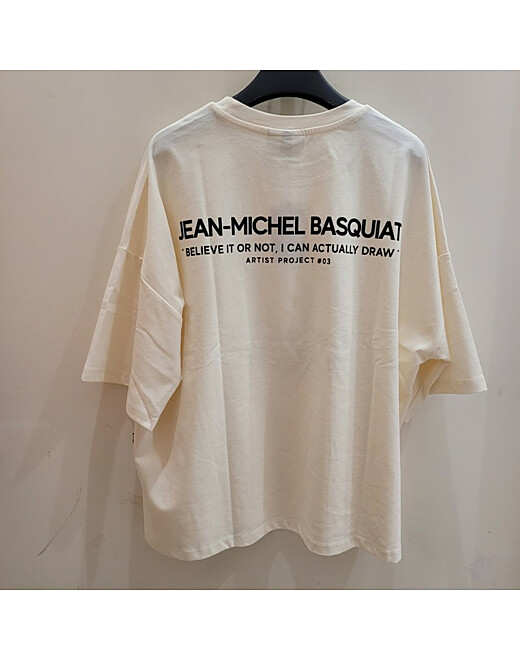 JEAN-MICHEL BASQUIAT
" BELIEVE IT OR NOT, I CAN ACTUALLY DRAW "
ARTIST PROJECT #03